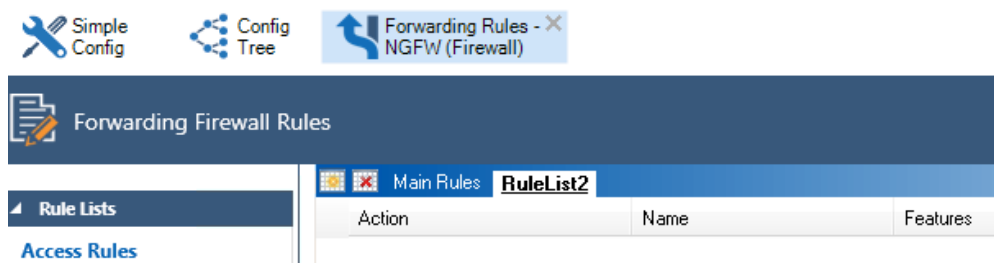 Simple Config
Config Tree
Forwarding Rules - NGFW (Firewall)
Forwarding Firewall Rules
Main Rules RuleList2
Rule Lists
Action Name Features
Access Rules